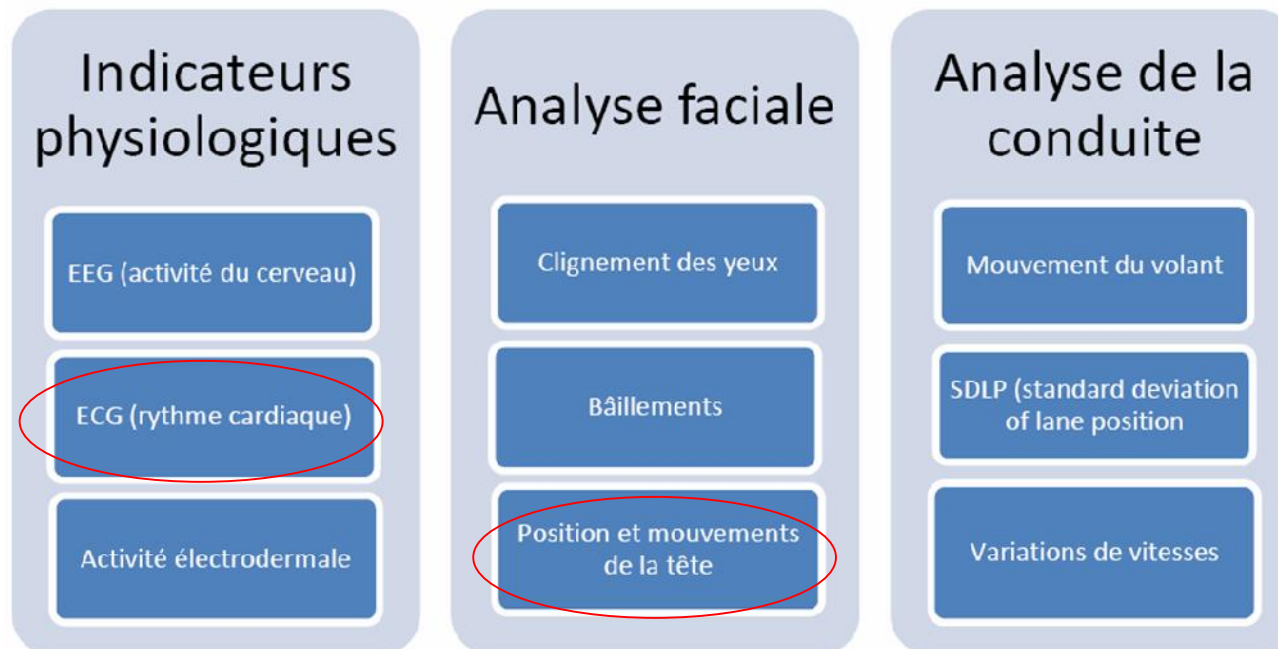 Indicateurs
physiologiques
EEG (activité du cerveau)
ECG (rythme cardiaque)
Activité électrodermale
Analyse faciale
Clignement des yeux
Bâillements
Position et mouvements
de la tête
Analyse de la
conduite
Mouvement du volant
SDLP (standard deviation
of lane position
Variations de vitesses